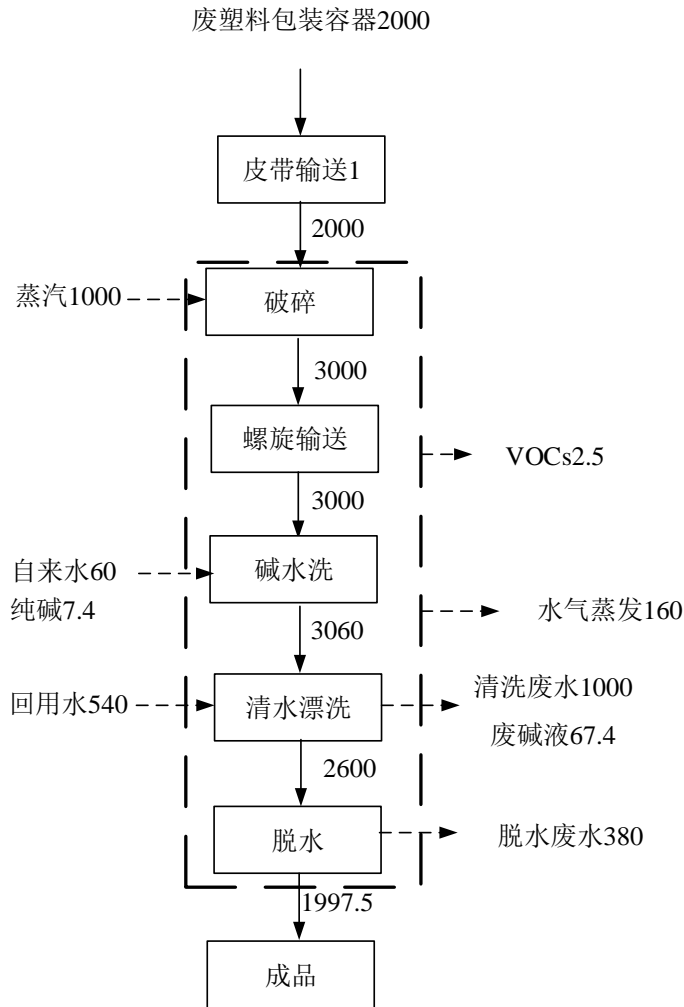 废塑料包装容器2000
皮带输送1
2000
蒸汽1000
破碎
3000
螺旋输送
VOCs2.5
3000
自来水60
纯碱7.4
碱水洗
水气蒸发160
3060
回用水540
清水漂洗
清洗废水1000
废碱液67.4
2600
脱水
脱水废水380
1997.5
成品